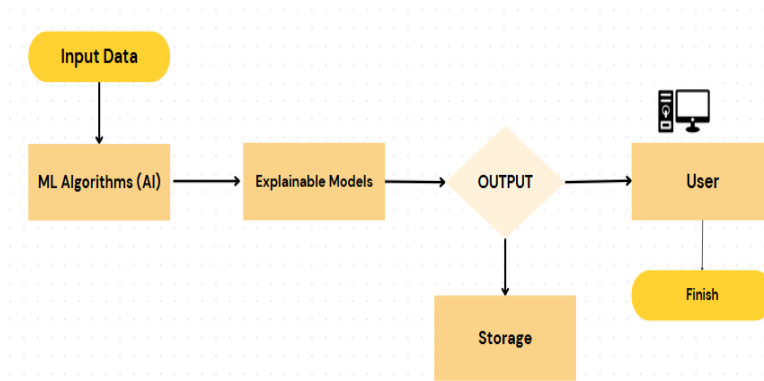 Input Data
ML Algorithms (AI)
Explainable Models
OUTPUT
User
Finish
Storage